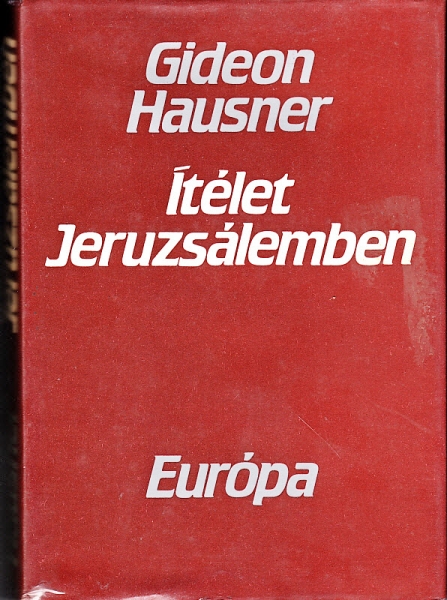 Gideon
Hausner
Ítélet
Jeruzsálemben
Európa